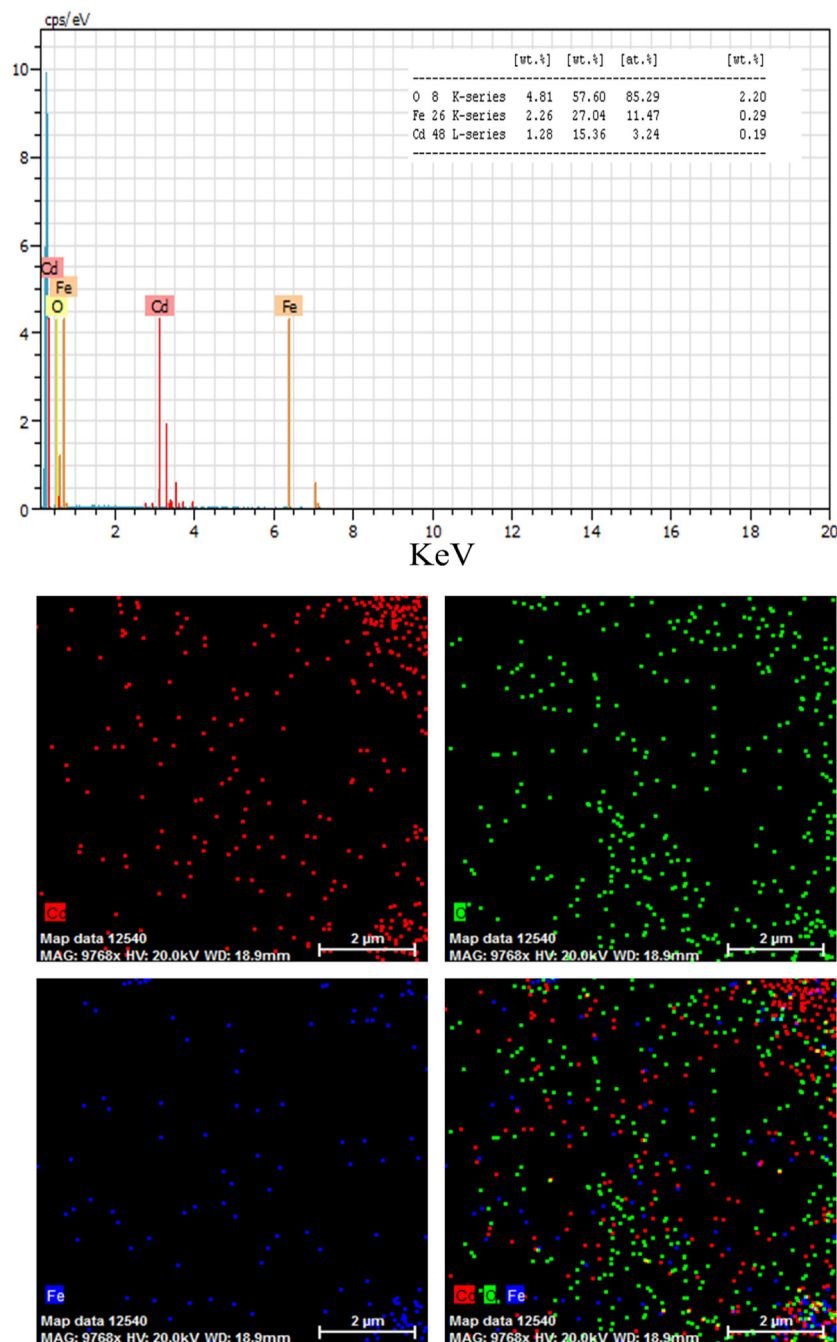 cps/eV
[wt.%] [wt.%] [at.%] [wt.%]
O 8 K-series 4.81 57.60 85.29 2.20
Fe 26 K-series 2.26 27.04 11.47 0.29
Cd 48 L-series 1.28 15.36 3.24 0.19
10
8
6
4
2
0
Cd
Fe
O
Cd
Fe
2 4 6 8 10 12 14 16 18 20
KeV
Cd
Map data 12540
MAG: 9768x HV: 20.0kV WD: 18.9mm
2 µm
O
Map data 12540
MAG: 9768x HV: 20.0kV WD: 18.9mm
2 µm
Fe
Map data 12540
MAG: 9768x HV: 20.0kV WD: 18.9mm
2 µm
Cd O Fe
Map data 12540
MAG: 9768x HV: 20.0kV WD: 18.9mm
2 µm